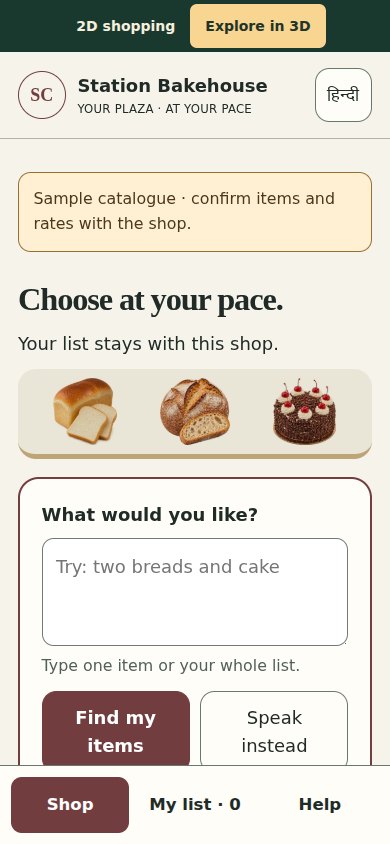 2D shopping
Explore in 3D
SC
Station Bakehouse
YOUR PLAZA · AT YOUR PACE
हिन्दी
Sample catalogue · confirm items and
rates with the shop.
Choose at your pace.
Your list stays with this shop.
What would you like?
Try: two breads and cake
Type one item or your whole list.
Find my
items
Speak
instead
Shop
My list · 0
Help